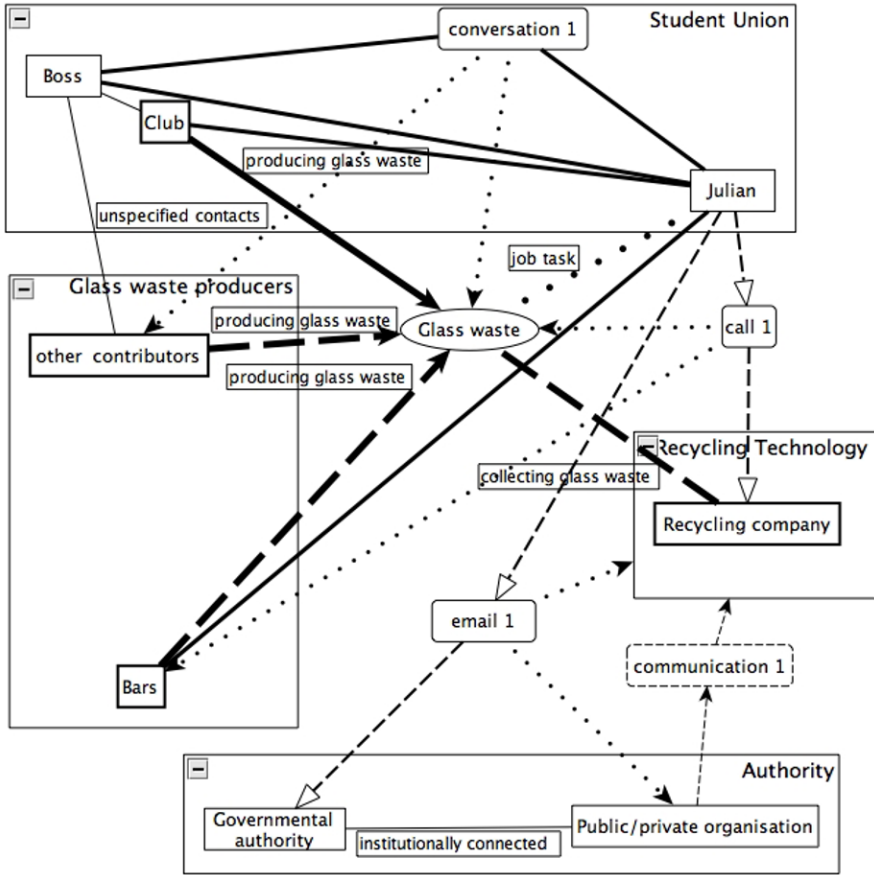 conversation 1
Student Union
Boss
Club
producing glass waste
Julian
unspecified contacts
job task
Glass waste producers
producing glass waste
Glass waste
call 1
other contributors
producing glass waste
Recycling Technology
collecting glass waste
Recycling company
email 1
communication 1
Bars
Authority
Governmental
authority
Public/private organisation
institutionally connected